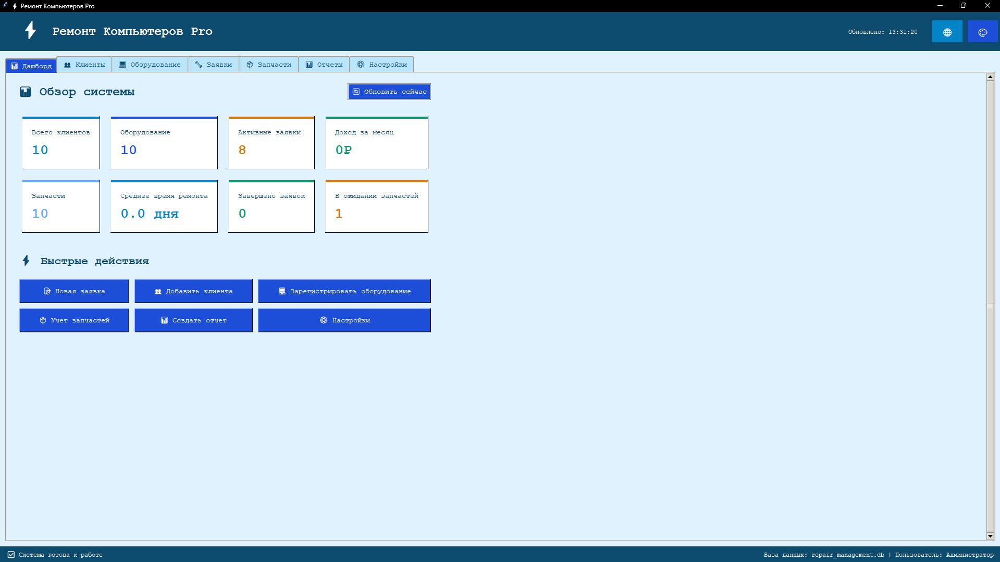 Ремонт Компьютеров Pro
Ремонт Компьютеров Pro
Обновлено: 13:31:20
Дашборд Клиенты Оборудование Заявки Запчасти Отчеты Настройки
Обзор системы
Обновить сейчас
Всего клиентов Оборудование Активные заявки Доход за месяц
10 10 8 0₽
Запчасти Среднее время ремонта Завершено заявок В ожидании запчастей
10 0.0 дня 0 1
Быстрые действия
Новая заявка Добавить клиента Зарегистрировать оборудование
Учет запчастей Создать отчет Настройки
Система готова к работе
База данных: repair_management.db | Пользователь: Администратор